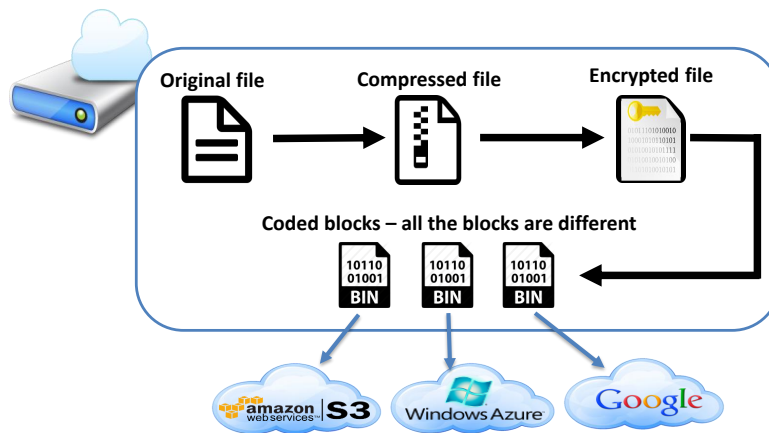 Original file
Compressed file
Encrypted file
Coded blocks – all the blocks are different
10110
01001
BIN
10110
01001
BIN
10110
01001
BIN
amazon
web services™
S3
Windows Azure
Google